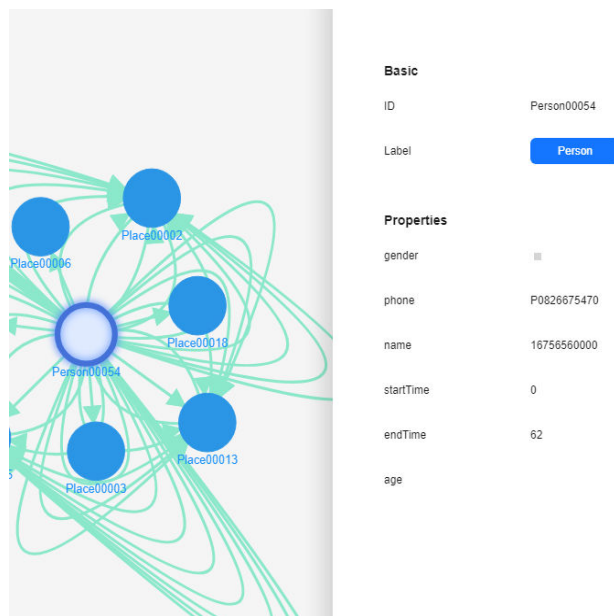 Place00002
Place00006
Place00018
Person00054
Place00013
Place00003
Basic
ID Person00054
Label Person
Properties
gender
phone P0826675470
name 16756560000
startTime 0
endTime 62
age